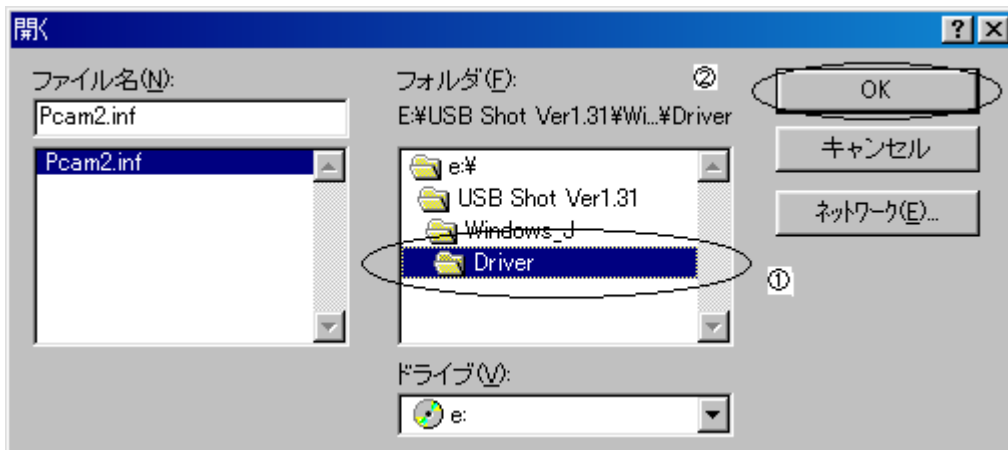 開く
ファイル名(N):
Pcam2.inf
Pcam2.inf
フォルダ(F):
②
E:¥USB Shot Ver1.31¥Wi...¥Driver
e:¥
USB Shot Ver1.31
Windows_J
Driver
①
ドライブ(V):
e:
OK
キャンセル
ネットワーク(E)...